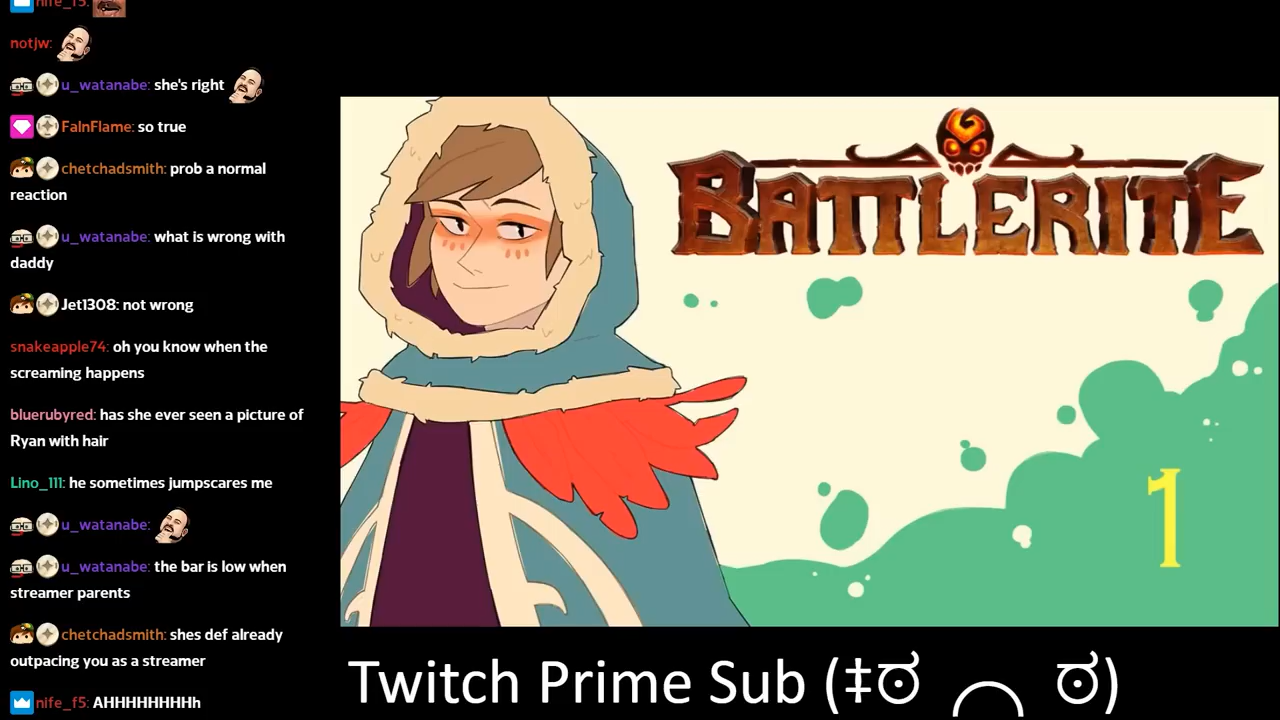 nife_f5:
notjw:
u_watanabe: she's right
FalnFlame: so true
chetchadsmith: prob a normal
reaction
u_watanabe: what is wrong with
daddy
Jet1308: not wrong
snakeapple74: oh you know when the
screaming happens
bluerubyred: has she ever seen a picture of
Ryan with hair
Lino_111: he sometimes jumpscares me
u_watanabe:
u_watanabe: the bar is low when
streamer parents
chetchadsmith: shes def already
outpacing you as a streamer
nife_f5: AHHHHHHHHh
BATTLERITE
1
Twitch Prime Sub (‡ಠ ⌒ ಠ)